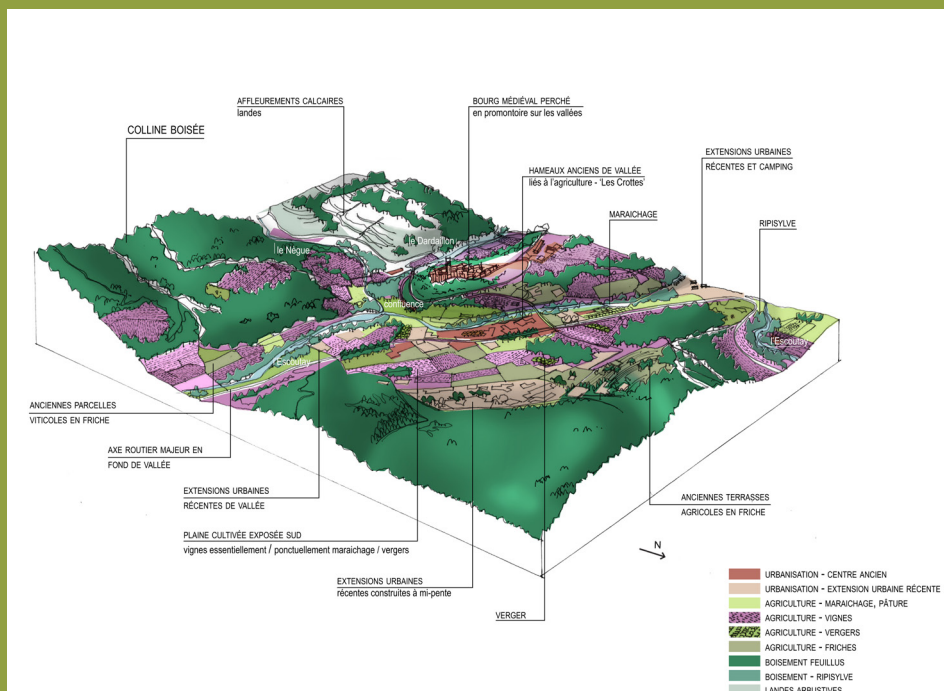 AFFLEUREMENTS CALCAIRES
landes
BOURG MÉDIÉVAL PERCHÉ
en promontoire sur les vallées
COLLINE BOISÉE
EXTENSIONS URBAINES
RÉCENTES ET CAMPING
HAMEAUX ANCIENS DE VALLÉE
liés à l'agriculture - 'Les Crottes'
MARAICHAGE
RIPISYLVE
le Nègue
le Dardaillon
confluence
l'Escoutay
l'Escoutay
ANCIENNES PARCELLES
VITICOLES EN FRICHE
AXE ROUTIER MAJEUR EN
FOND DE VALLÉE
EXTENSIONS URBAINES
RÉCENTES DE VALLÉE
PLAINE CULTIVÉE EXPOSÉE SUD
vignes essentiellement / ponctuellement maraichage / vergers
EXTENSIONS URBAINES
récentes construites à mi-pente
VERGER
ANCIENNES TERRASSES
AGRICOLES EN FRICHE
N
URBANISATION - CENTRE ANCIEN
URBANISATION - EXTENSION URBAINE RÉCENTE
AGRICULTURE - MARAICHAGE, PÂTURE
AGRICULTURE - VIGNES
AGRICULTURE - VERGERS
AGRICULTURE - FRICHES
BOISEMENT FEUILLUS
BOISEMENT - RIPISYLVE
LANDES ARBUSTIVES